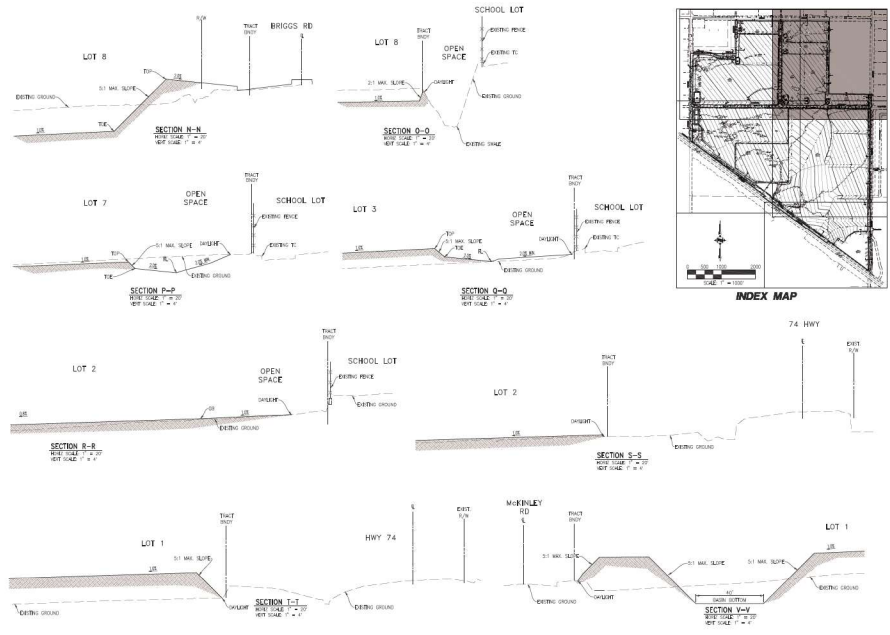 LOT 8
R/W
TRACT
BNDY
BRIGGS RD
TOP
5:1 MAX. SLOPE
EXISTING GROUND
TOE
SECTION N-N
HORIZ SCALE: 1" = 20'
VERT SCALE: 1" = 4'
LOT 8
TRACT
BNDY
OPEN
SPACE
SCHOOL LOT
EXISTING FENCE
EXISTING TC
DAYLIGHT
EXISTING GROUND
EXISTING SWALE
SECTION O-O
HORIZ SCALE: 1" = 20'
VERT SCALE: 1" = 4'
0 500 1000 2000
SCALE: 1" = 1000'
INDEX MAP
LOT 7
OPEN
SPACE
TRACT
BNDY
SCHOOL LOT
EXISTING FENCE
TOP
5:1 MAX. SLOPE
DAYLIGHT
EXISTING TC
TOE
EXISTING GROUND
SECTION P-P
HORIZ SCALE: 1" = 20'
VERT SCALE: 1" = 4'
LOT 3
OPEN
SPACE
TRACT
BNDY
SCHOOL LOT
EXISTING FENCE
TOP
5:1 MAX. SLOPE
TOE
DAYLIGHT
EXISTING TC
EXISTING GROUND
SECTION Q-Q
HORIZ SCALE: 1" = 20'
VERT SCALE: 1" = 4'
LOT 2
OPEN
SPACE
TRACT
BNDY
SCHOOL LOT
EXISTING FENCE
DAYLIGHT
EXISTING GROUND
GB
EXISTING GROUND
SECTION R-R
HORIZ SCALE: 1" = 20'
VERT SCALE: 1" = 4'
LOT 2
TRACT
BNDY
74 HWY
EXIST.
R/W
DAYLIGHT
EXISTING GROUND
SECTION S-S
HORIZ SCALE: 1" = 20'
VERT SCALE: 1" = 4'
LOT 1
TRACT
BNDY
5:1 MAX. SLOPE
HWY 74
EXIST.
R/W
DAYLIGHT
EXISTING GROUND
EXISTING GROUND
SECTION T-T
HORIZ SCALE: 1" = 20'
VERT SCALE: 1" = 4'
McKINLEY
RD
TRACT
BNDY
LOT 1
5:1 MAX. SLOPE
5:1 MAX. SLOPE
5:1 MAX. SLOPE
EXISTING GROUND
DAYLIGHT
40'
BASIN BOTTOM
EXISTING GROUND
SECTION V-V
HORIZ SCALE: 1" = 20'
VERT SCALE: 1" = 4'